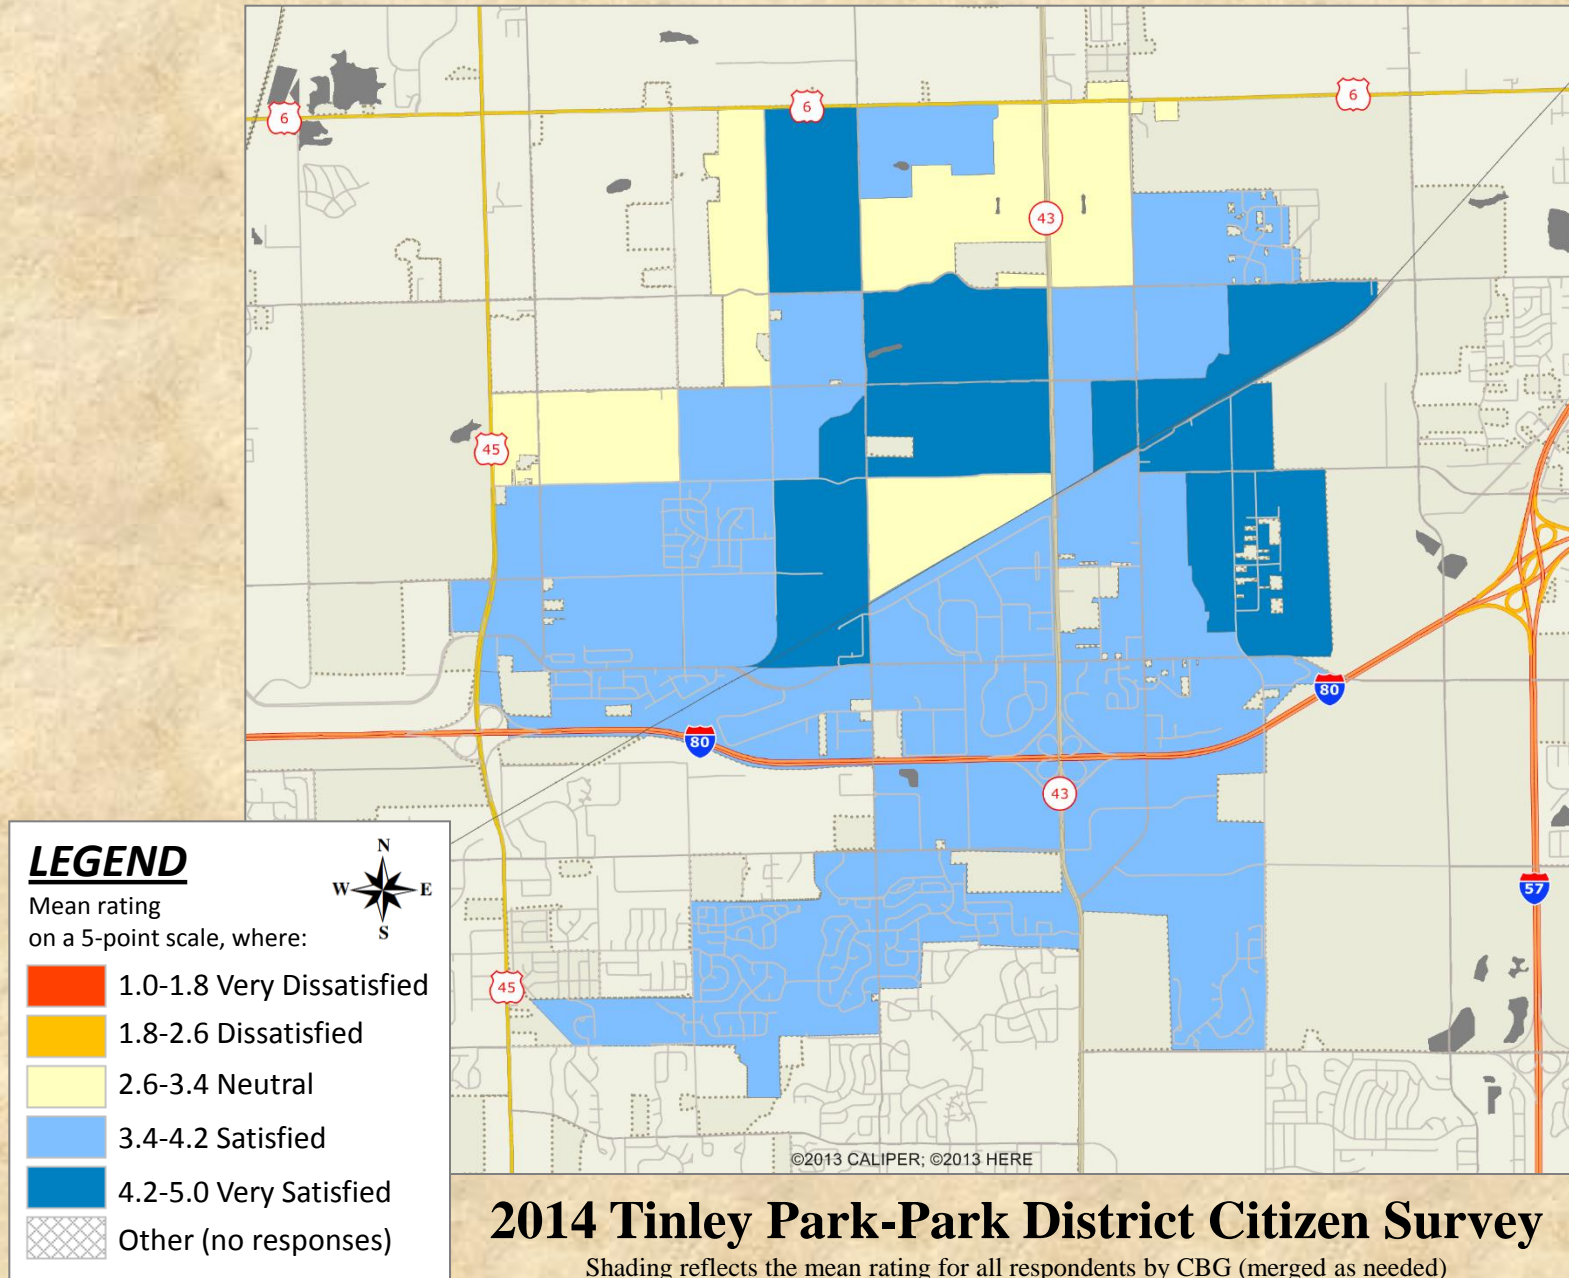 6
6
6
43
45
80
80
43
57
45
©2013 CALIPER; ©2013 HERE
LEGEND
N
W
E
S
Mean rating
on a 5-point scale, where:
1.0-1.8 Very Dissatisfied
1.8-2.6 Dissatisfied
2.6-3.4 Neutral
3.4-4.2 Satisfied
4.2-5.0 Very Satisfied
Other (no responses)
2014 Tinley Park-Park District Citizen Survey
Shading reflects the mean rating for all respondents by CBG (merged as needed)